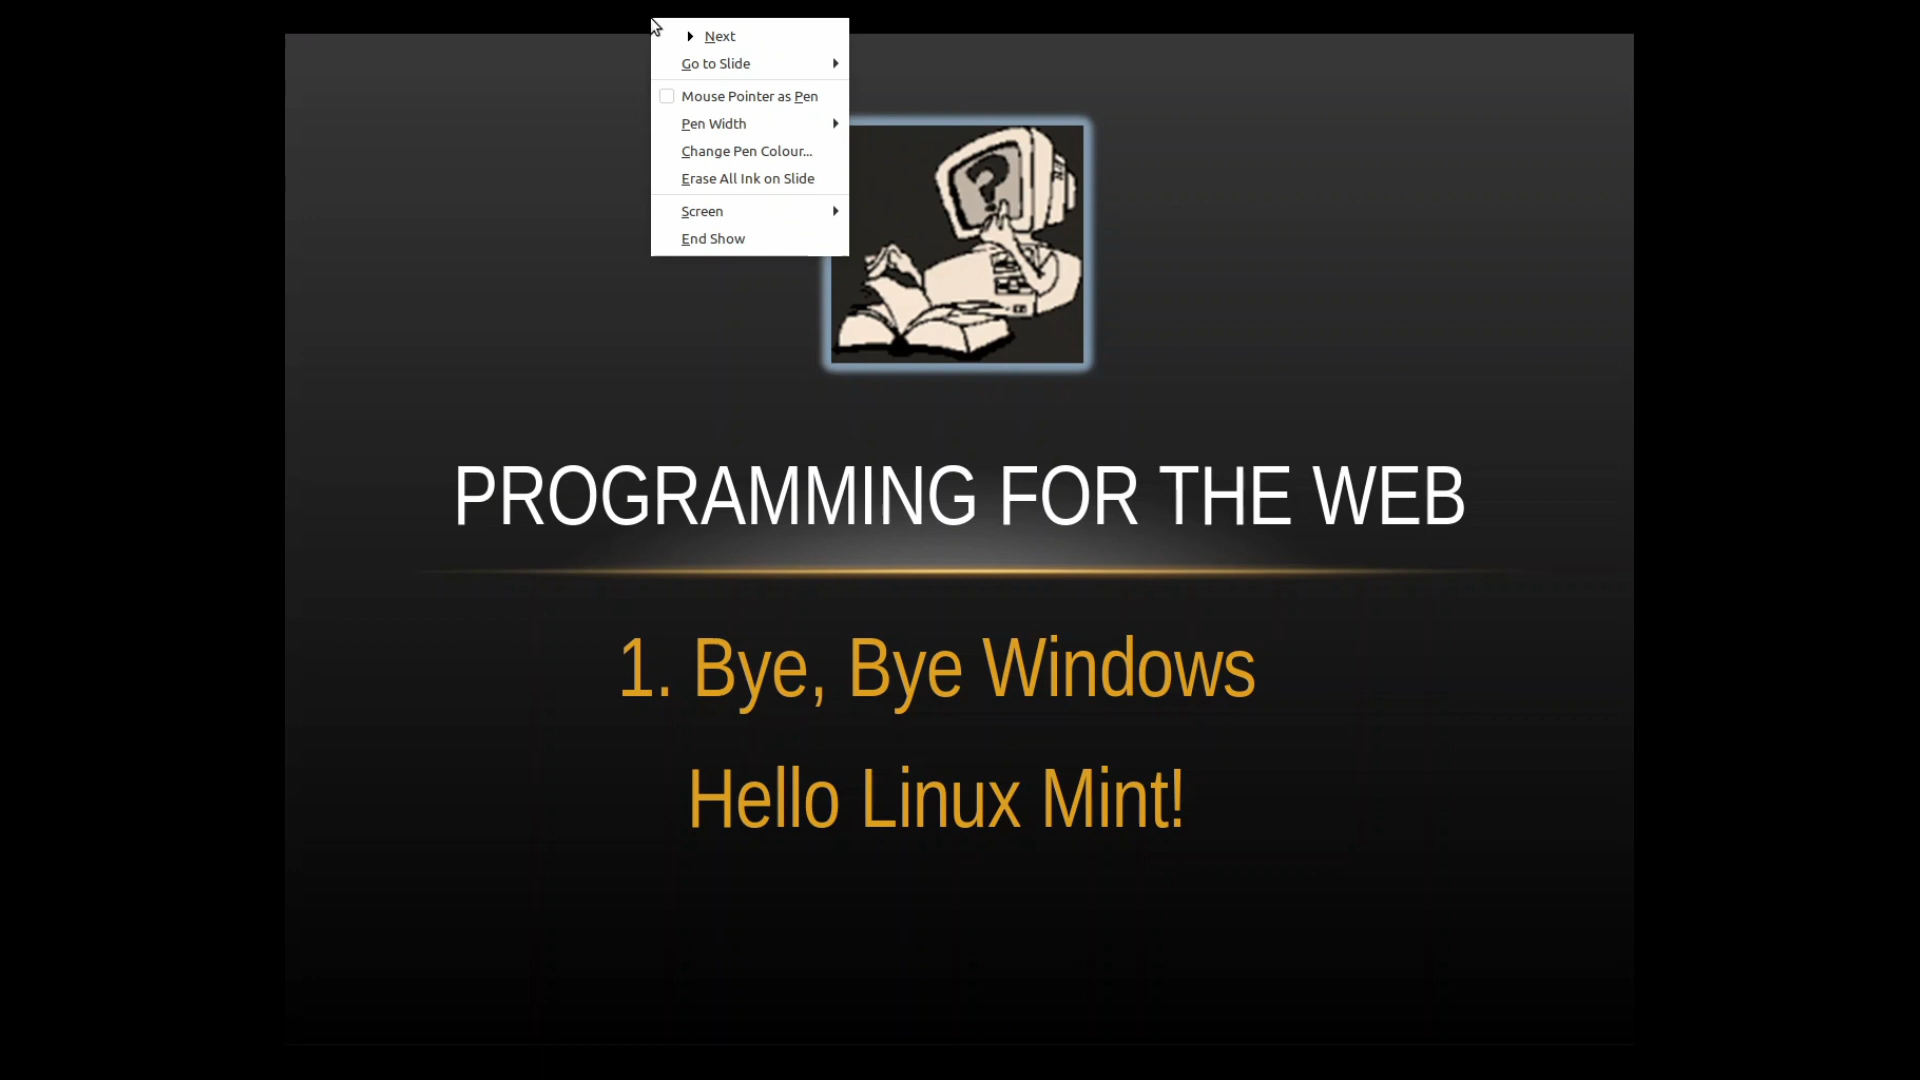 Next
Go to Slide
Mouse Pointer as Pen
Pen Width
Change Pen Colour...
Erase All Ink on Slide
Screen
End Show
?
PROGRAMMING FOR THE WEB
1. Bye, Bye Windows
Hello Linux Mint!